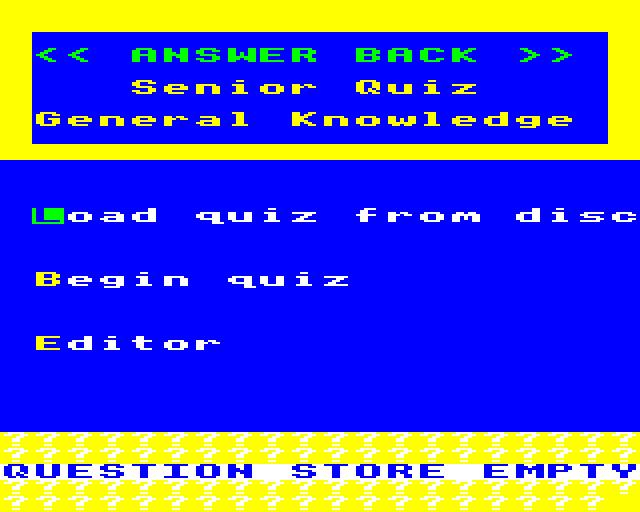 << ANSWER BACK >>
Senior Quiz
General Knowledge
Load quiz from disc
Begin quiz
Editor
QUESTION STORE EMPTY